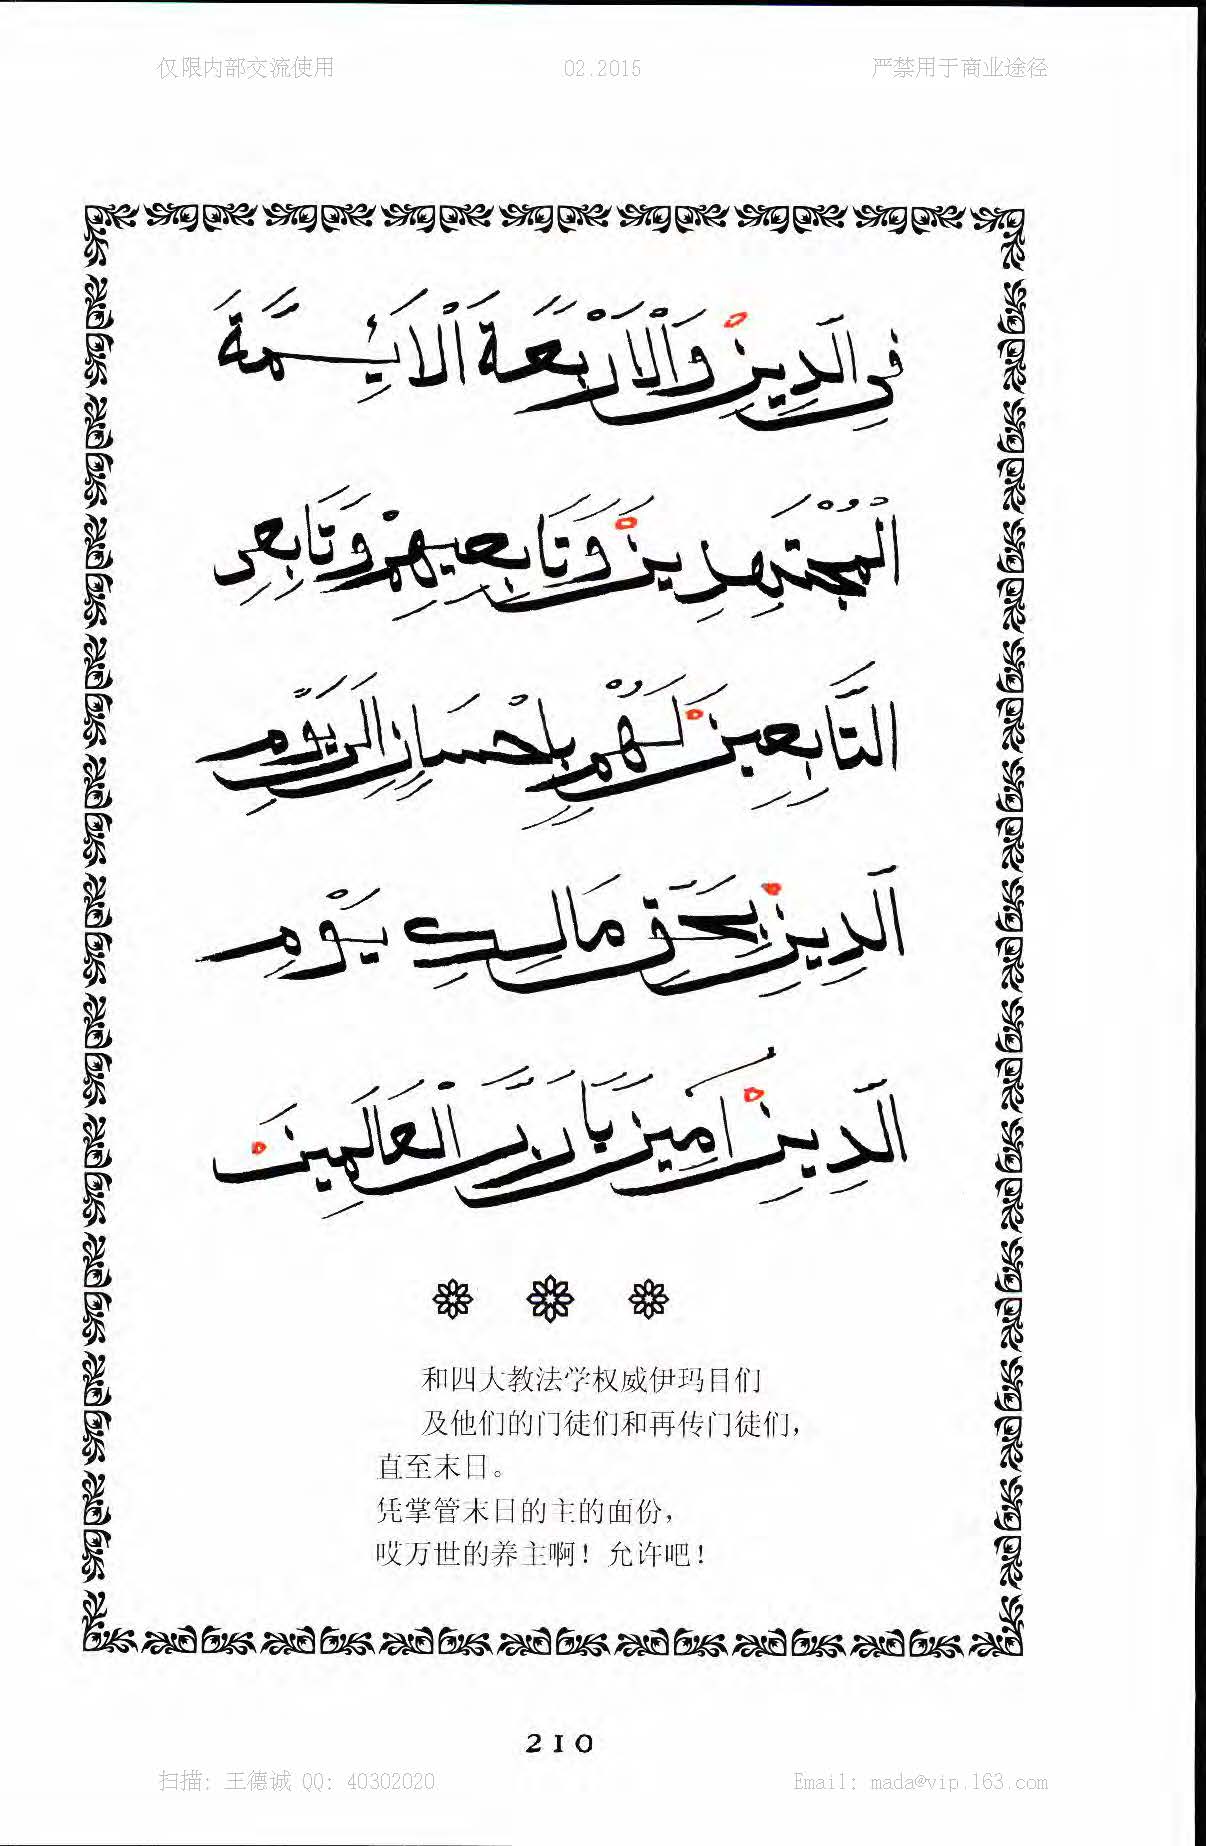 仅限内部交流使用 02.2015 严禁用于商业途径
فِي الَدِينِ وَالْاَرْبَعَةَ اَلْاَئِمَّةَ
الْمُجْتَهِدِينَ وَتَابِعِيهِمْ وَتَابِعِ
التَّابِعِينَ لَهُمْ بِاِحْسَانٍ اِلَى يَوْمِ
الَدِينِ بِحَقِّ مَالِكِ يَوْمِ
الَدِينِ اٰمِينَ يَا رَبَّ الْعَالَمِينَ
和四大教法学权威伊玛目们
及他们的门徒们和再传门徒们，
直至末日。
凭掌管末日的主的面份，
哎万世的养主啊！允许吧！
210
扫描: 王德诚 QQ: 40302020 Email: mada@vip.163.com